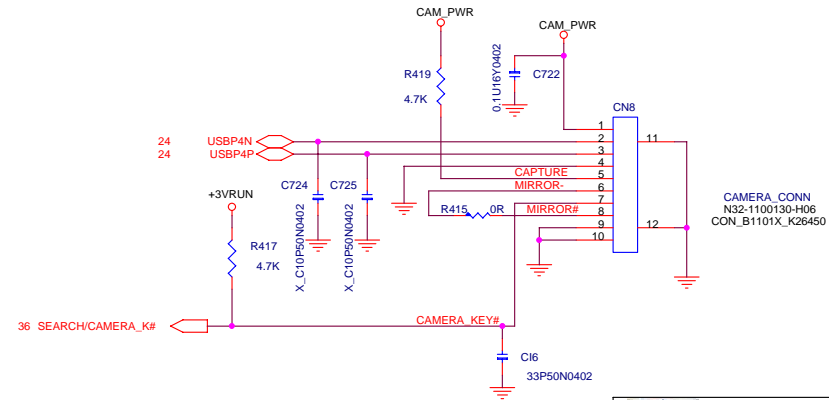 CAM_PWR
CAM_PWR
R419
4.7K
0.1U16Y0402
C722
CN8
1
2
3
4
5
6
7
8
9
10
11
12
24 USBP4N
24 USBP4P
CAPTURE
MIRROR-
R415 0R MIRROR#
C724
C725
X_C10P50N0402
X_C10P50N0402
+3VRUN
R417
4.7K
CAMERA_CONN
N32-1100130-H06
CON_B1101X_K26450
36 SEARCH/CAMERA_K#
CAMERA_KEY#
CI6
33P50N0402